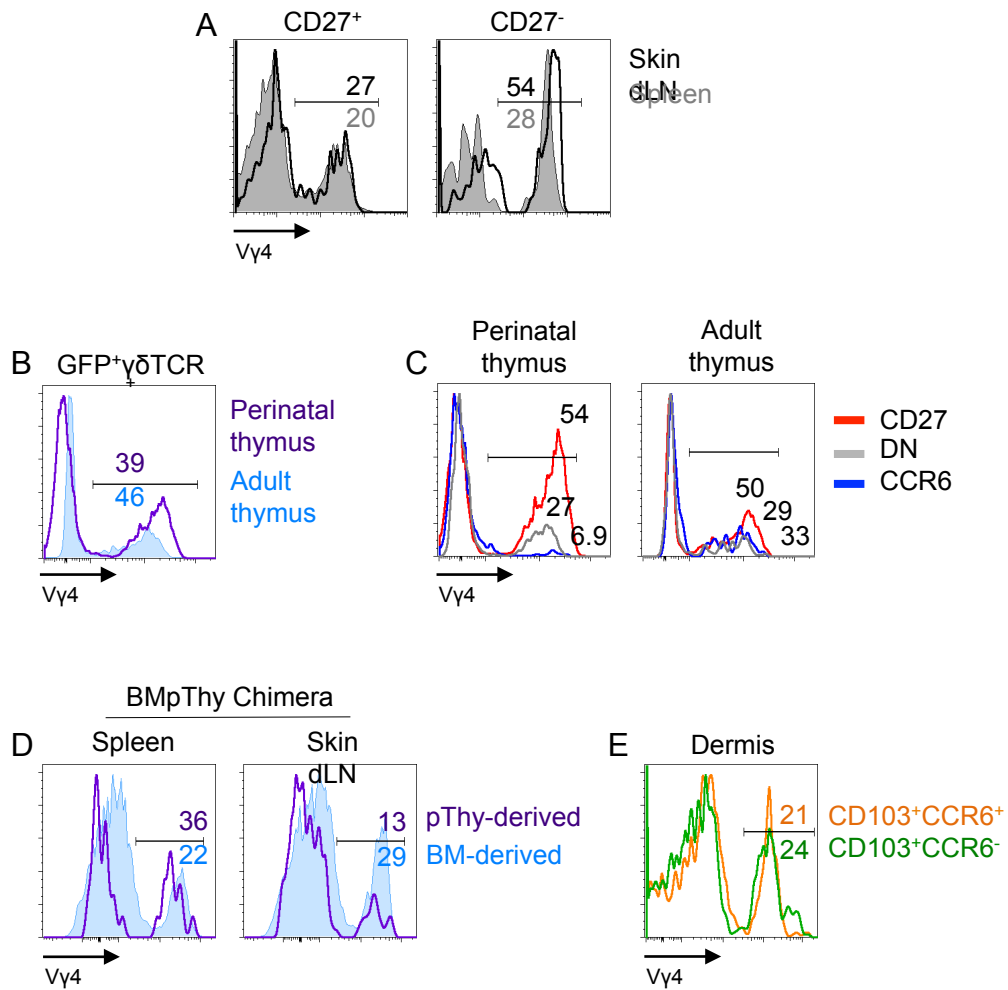 A
CD27+
CD27-
27
20
54
28
Skin
dLN
Spleen
Vγ4
B
GFP+γδTCR
+
39
46
Perinatal
thymus
Adult
thymus
Vγ4
C
Perinatal
thymus
Adult
thymus
54
27
6.9
50
29
33
CD27
DN
CCR6
Vγ4
BMpThy Chimera
D
Spleen
Skin
dLN
36
22
13
29
pThy-derived
BM-derived
Vγ4
E
Dermis
21
24
CD103+CCR6+
CD103+CCR6-
Vγ4